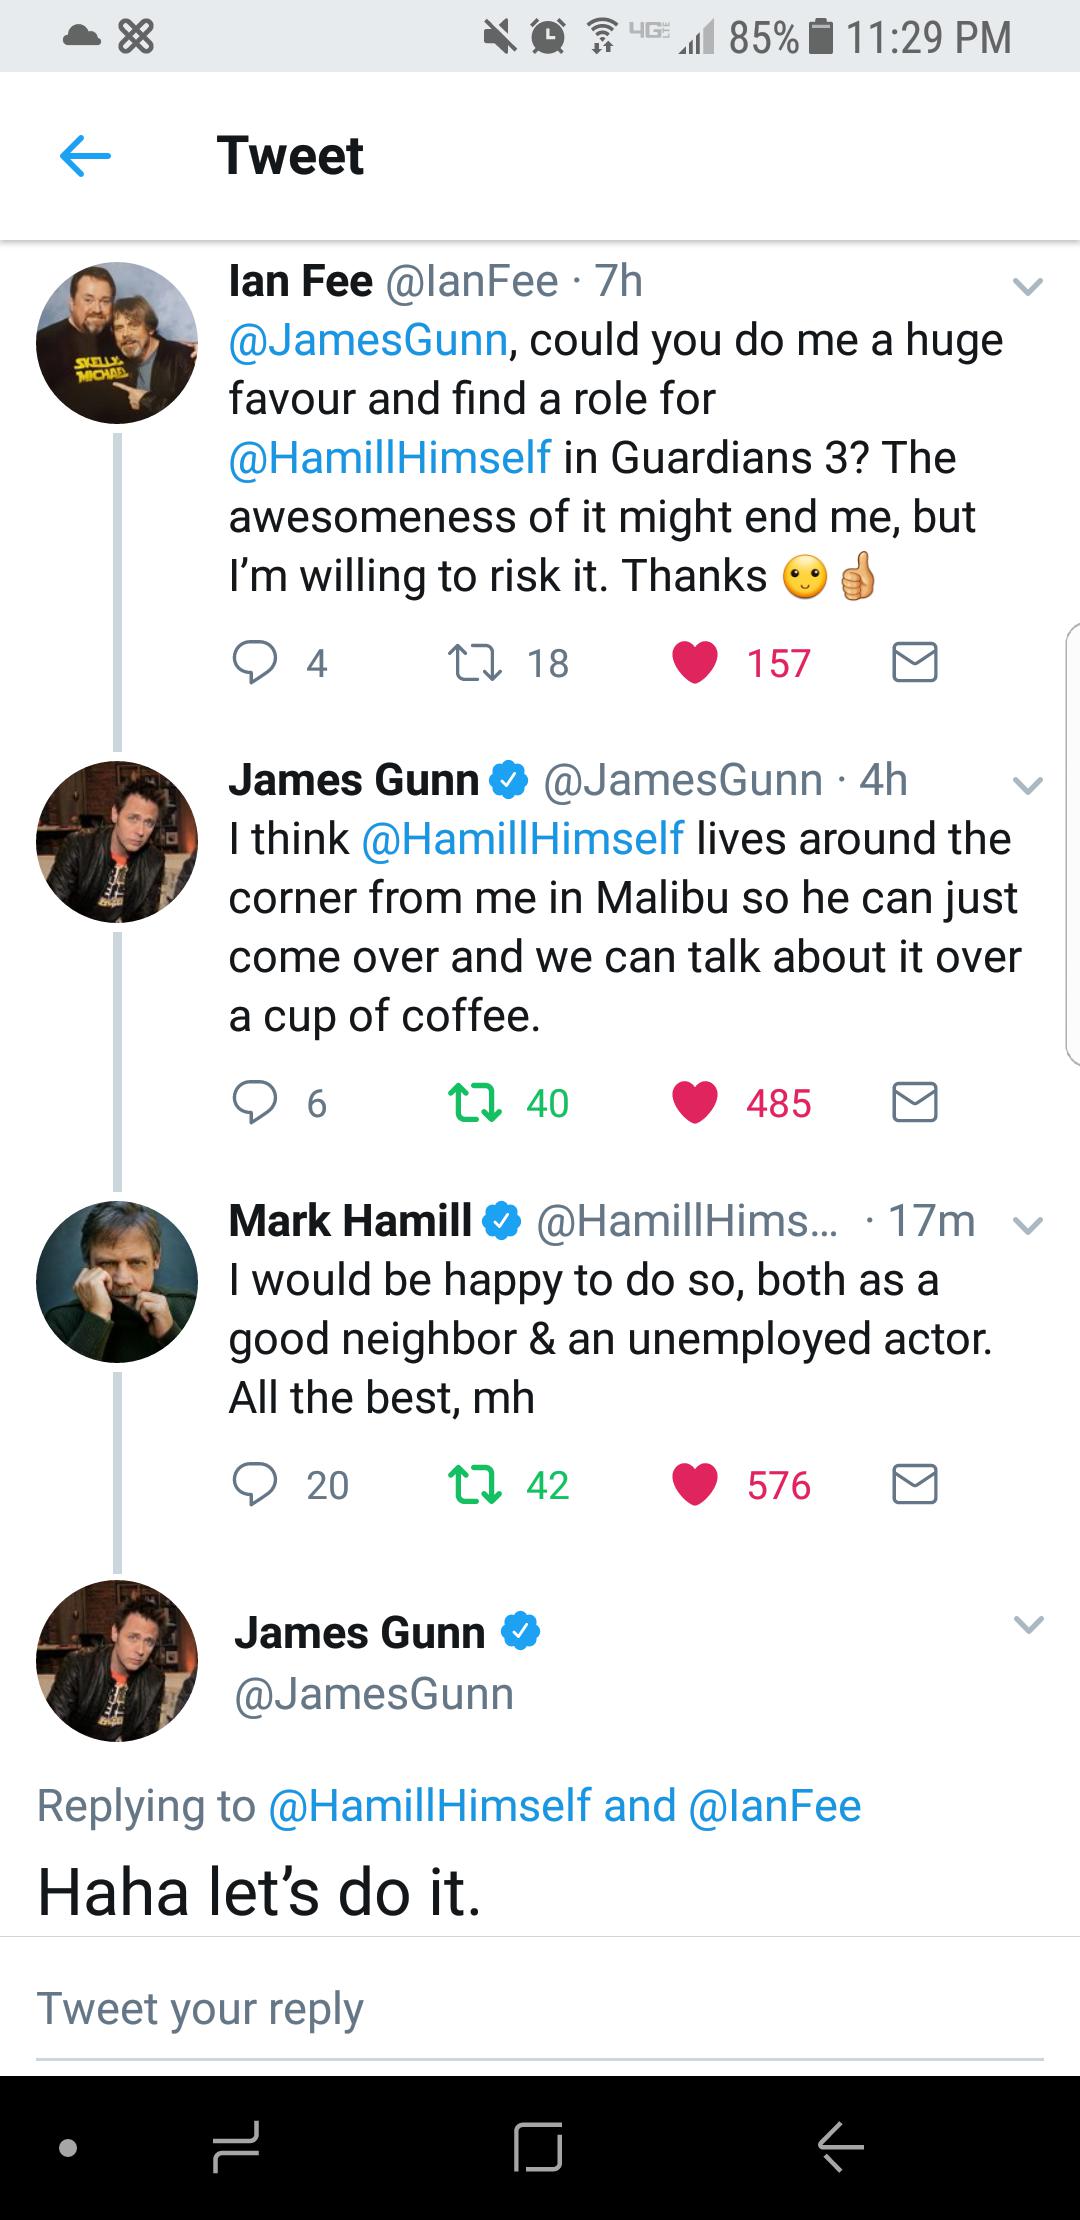 4GE 85% 11:29 PM
Tweet
Ian Fee @IanFee · 7h
@JamesGunn, could you do me a huge
favour and find a role for
@HamillHimself in Guardians 3? The
awesomeness of it might end me, but
I’m willing to risk it. Thanks 🙂👍🏼
SKELLY
MICHAEL
4 18 157
James Gunn @JamesGunn · 4h
I think @HamillHimself lives around the
corner from me in Malibu so he can just
come over and we can talk about it over
a cup of coffee.
6 40 485
Mark Hamill @HamillHims... · 17m
I would be happy to do so, both as a
good neighbor & an unemployed actor.
All the best, mh
20 42 576
James Gunn
@JamesGunn
Replying to @HamillHimself and @IanFee
Haha let’s do it.
Tweet your reply